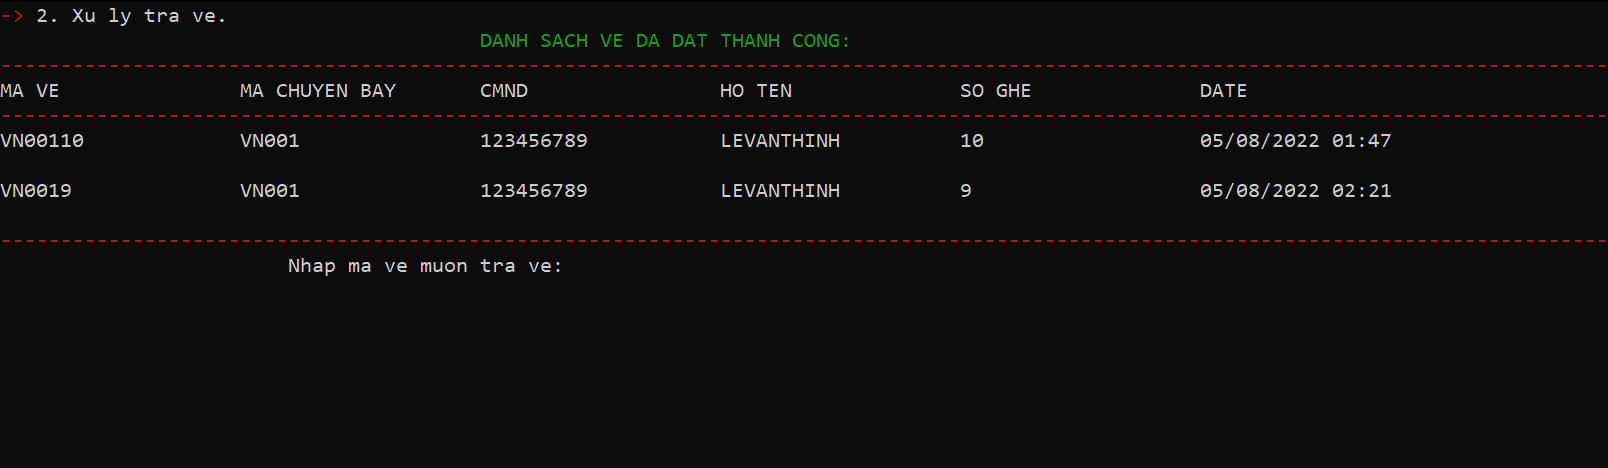 -> 2. Xu ly tra ve.
DANH SACH VE DA DAT THANH CONG:
--------------------------------------------------------------------------------------------------------------------------------------
MA VE MA CHUYEN BAY CMND HO TEN SO GHE DATE
--------------------------------------------------------------------------------------------------------------------------------------
VN00110 VN001 123456789 LEVANTHINH 10 05/08/2022 01:47
VN0019 VN001 123456789 LEVANTHINH 9 05/08/2022 02:21
--------------------------------------------------------------------------------------------------------------------------------------
Nhap ma ve muon tra ve: